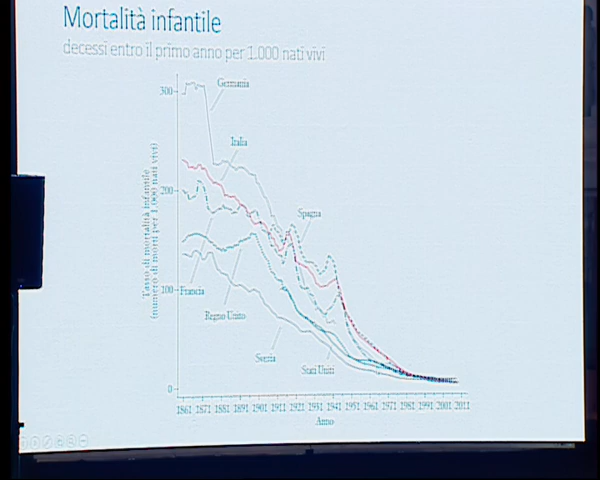 Mortalità infantile
decessi entro il primo anno per 1.000 nati vivi
Tasso di mortalità infantile
(numero di morti per 1.000 nati vivi)
300
200
100
0
Germania
Italia
Spagna
Francia
Regno Unito
Svezia
Stati Uniti
1861 1871 1881 1891 1901 1911 1921 1931 1941 1951 1961 1971 1981 1991 2001 2011
Anno